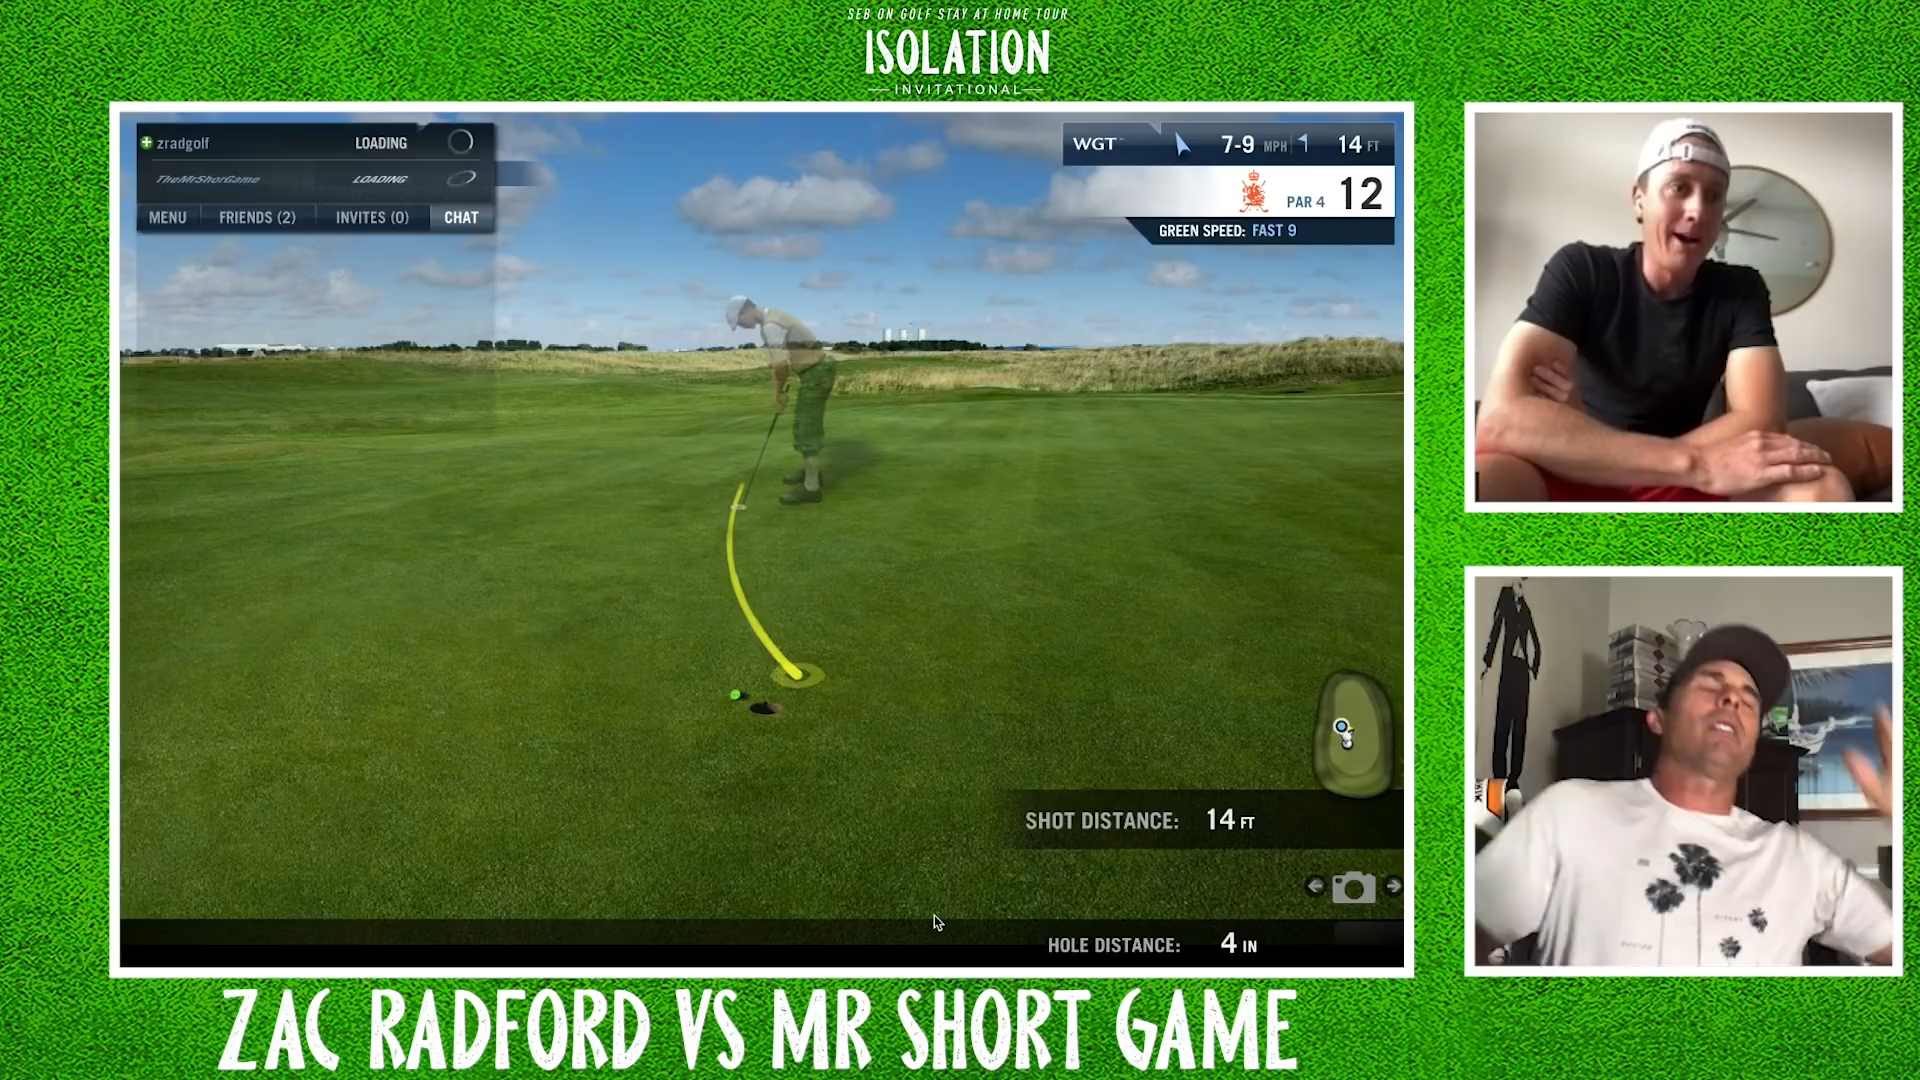 SEB ON GOLF STAY AT HOME TOUR
ISOLATION
INVITATIONAL
zradgolf LOADING
TheMrShorGame LOADING
MENU FRIENDS (2) INVITES (0) CHAT
WGT 7-9 MPH 14 FT
PAR 4 12
GREEN SPEED: FAST 9
SHOT DISTANCE: 14 FT
HOLE DISTANCE: 4 IN
ZAC RADFORD VS MR SHORT GAME